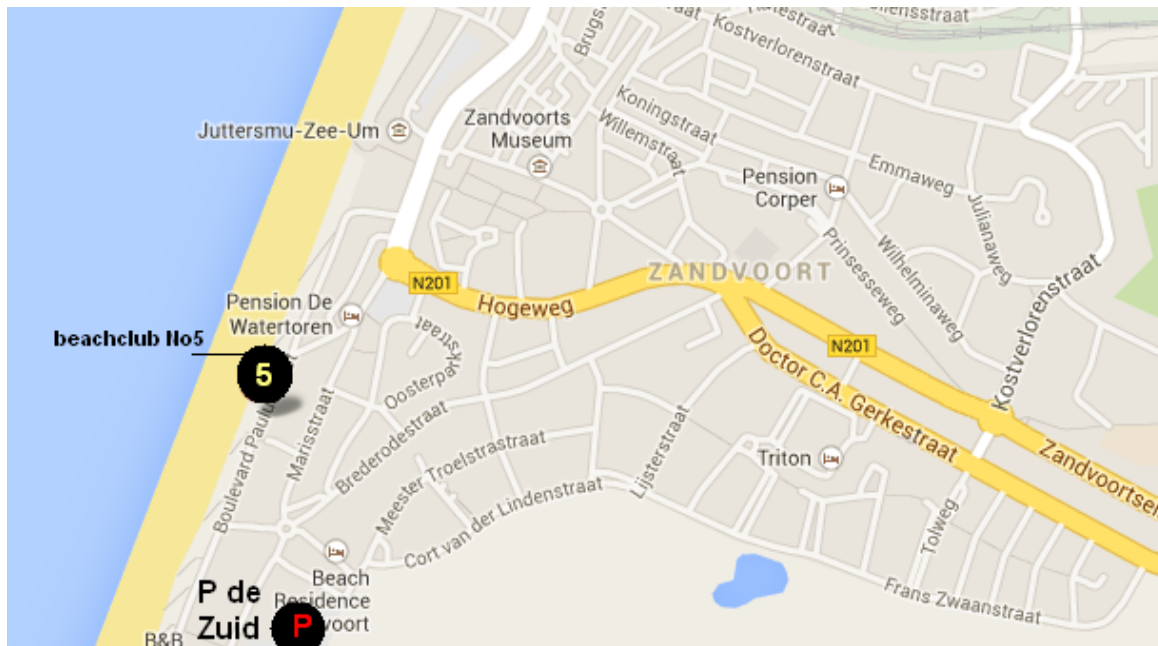 Brugs
Kostverlorenstraat
Juttersmu-Zee-Um
Zandvoorts
Museum
Koningstraat
Willemstraat
Emmaweg
Pension
Corper
Julianaweg
Prinsesseweg
Wilhelminaweg
ZANDVOORT
N201
Hogeweg
Pension De
Watertoren
beachclub No5
5
Oosterparkstraat
N201
Kostverlorenstraat
Doctor C.A. Gerkestraat
Boulevard Paulu
Marisstraat
Brederodestraat
Meester Troelstrastraat
Lijsterstraat
Triton
Zandvoortse
Cort van der Lindenstraat
Tolweg
Beach
Residence
voort
P de
Zuid
P
Frans Zwaanstraat
B&B